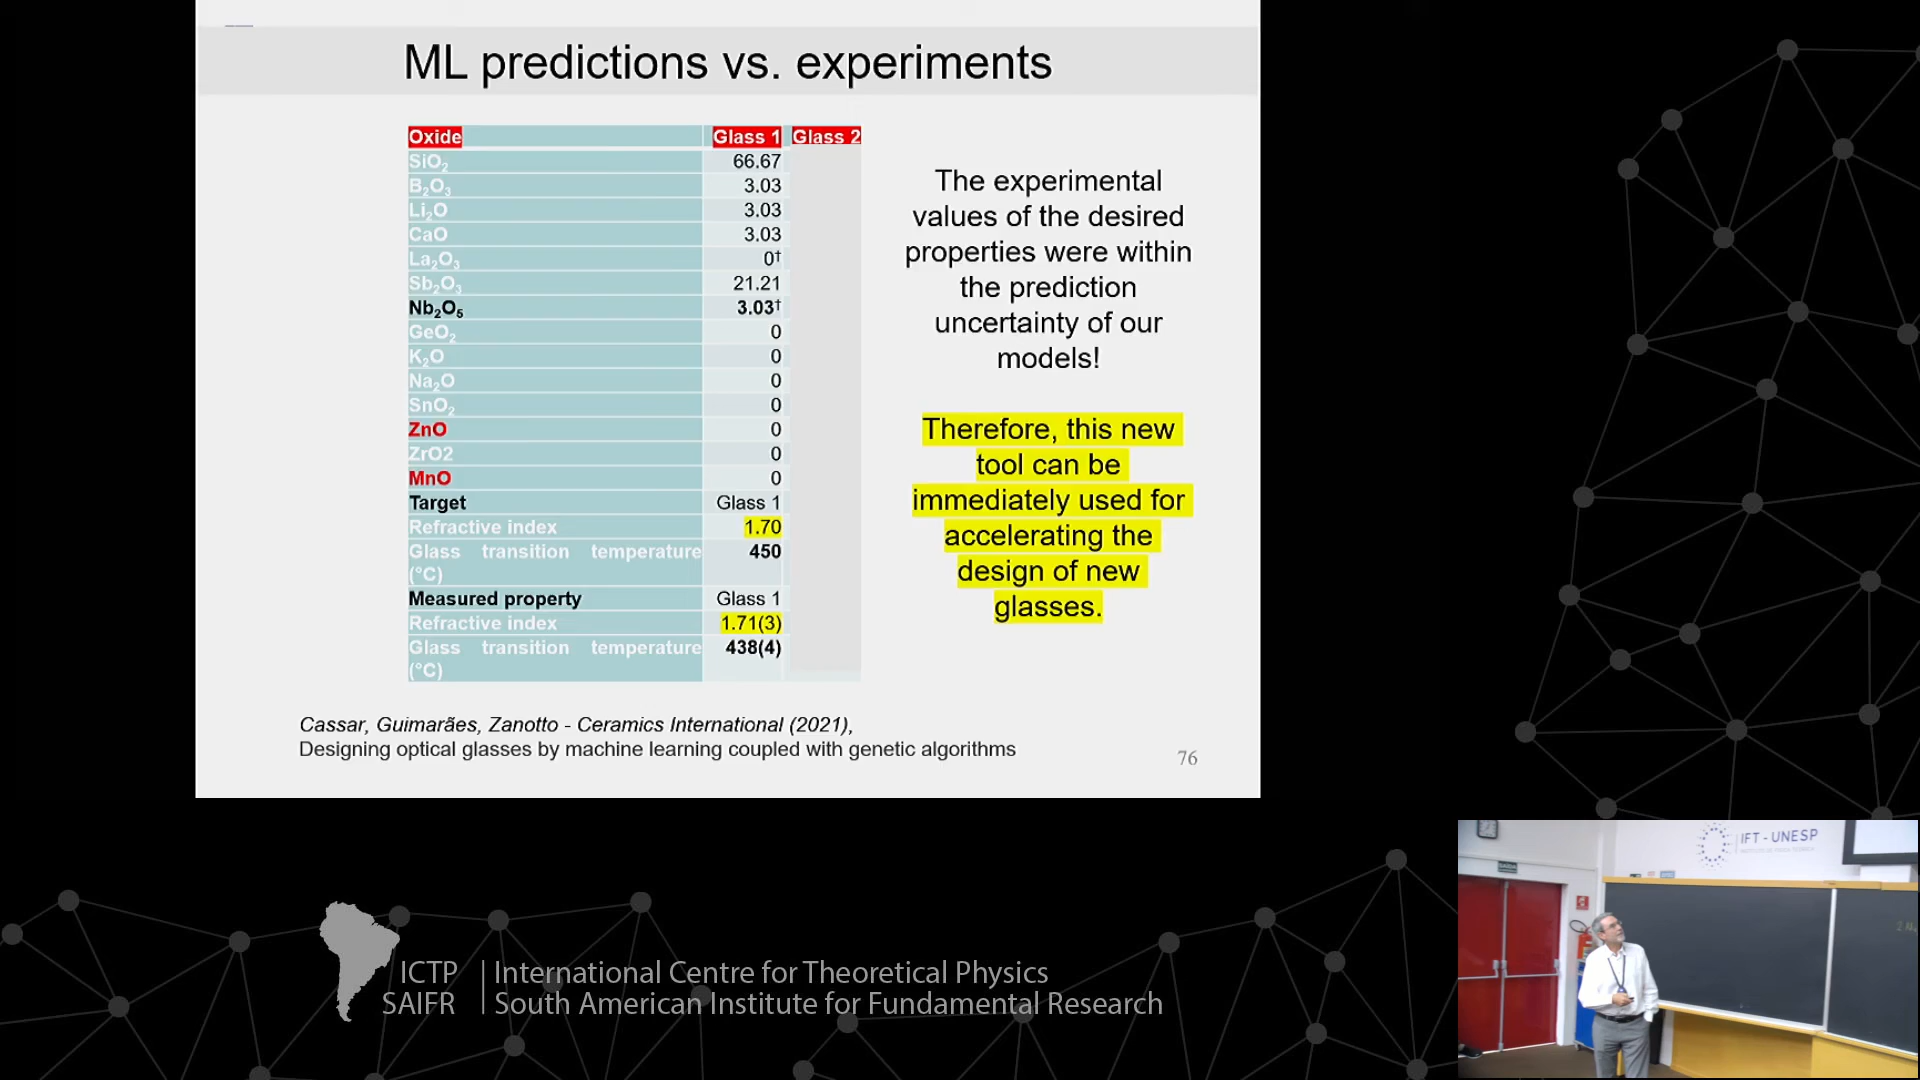 ML predictions vs. experiments
Oxide Glass 1 Glass 2
SiO₂ 66.67
B₂O₃ 3.03
Li₂O 3.03
CaO 3.03
La₂O₃ 0†
Sb₂O₃ 21.21
Nb₂O₅ 3.03†
GeO₂ 0
K₂O 0
Na₂O 0
SnO₂ 0
ZnO 0
ZrO2 0
MnO 0
Target Glass 1
Refractive index 1.70
Glass transition temperature 450
(°C)
Measured property Glass 1
Refractive index 1.71(3)
Glass transition temperature 438(4)
(°C)
The experimental
values of the desired
properties were within
the prediction
uncertainty of our
models!
Therefore, this new
tool can be
immediately used for
accelerating the
design of new
glasses.
Cassar, Guimarães, Zanotto - Ceramics International (2021),
Designing optical glasses by machine learning coupled with genetic algorithms
76
IFT - UNESP
ICTP International Centre for Theoretical Physics
SAIFR South American Institute for Fundamental Research